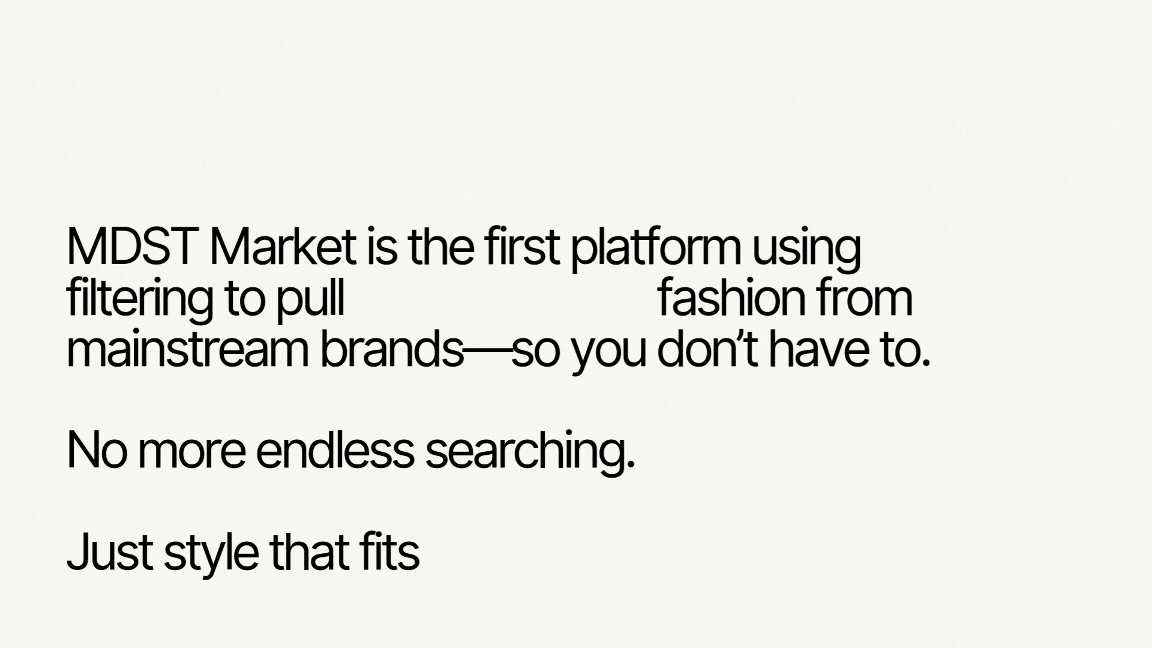 MDST Market is the first platform using
filtering to pull fashion from
mainstream brands—so you don’t have to.
No more endless searching.
Just style that fits